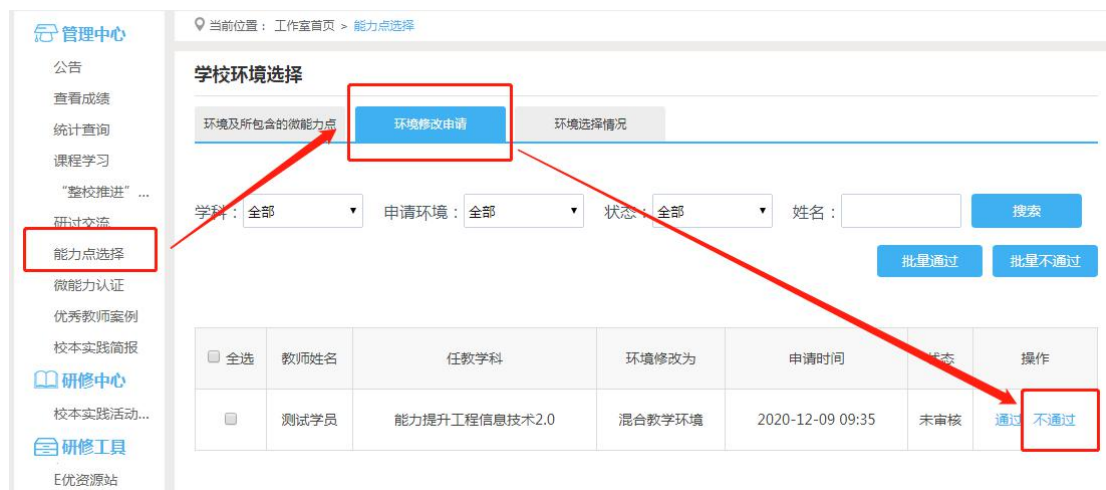 管理中心
公告
查看成绩
统计查询
课程学习
“整校推进” ...
研讨交流
能力点选择
微能力认证
优秀教师案例
校本实践简报
研修中心
校本实践活动...
研修工具
E优资源站
当前位置： 工作室首页 > 能力点选择
学校环境选择
环境及所包含的微能力点 环境修改申请 环境选择情况
学科：全部 申请环境：全部 状态：全部 姓名： 搜索
批量通过 批量不通过
全选 教师姓名 任教学科 环境修改为 申请时间 状态 操作
测试学员 能力提升工程信息技术2.0 混合教学环境 2020-12-09 09:35 未审核 通过 不通过